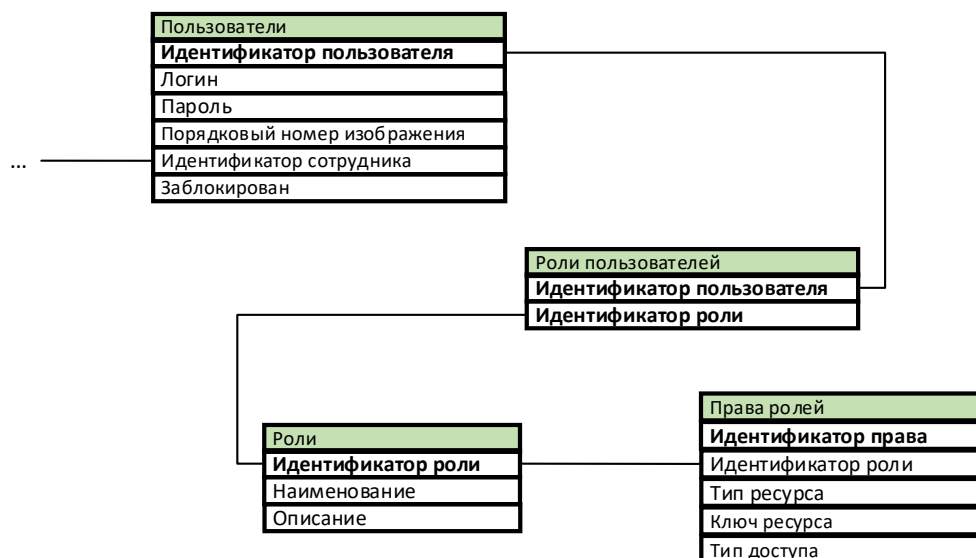 Пользователи
Идентификатор пользователя
Логин
Пароль
Порядковый номер изображения
Идентификатор сотрудника
Заблокирован
...
Роли пользователей
Идентификатор пользователя
Идентификатор роли
Роли
Идентификатор роли
Наименование
Описание
Права ролей
Идентификатор права
Идентификатор роли
Тип ресурса
Ключ ресурса
Тип доступа